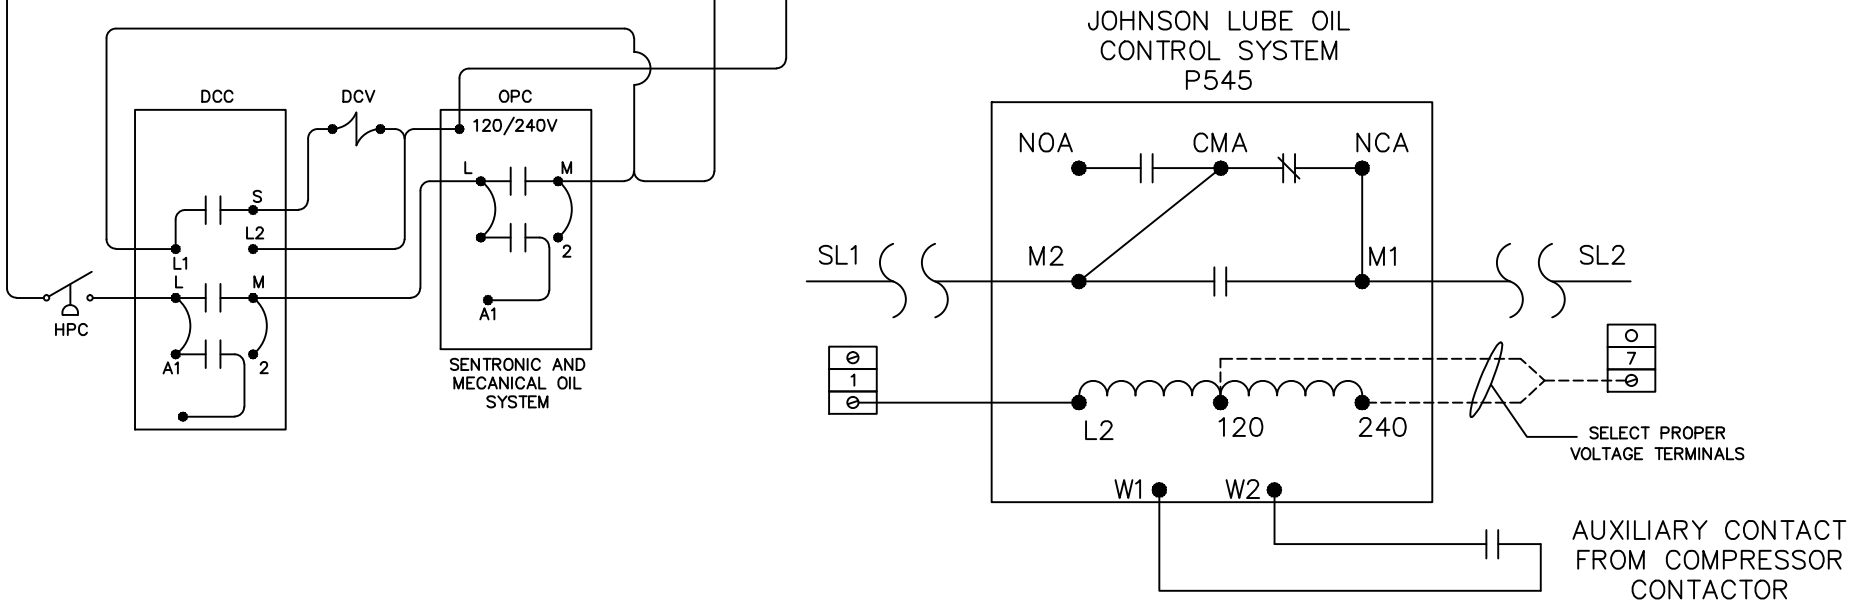 JOHNSON LUBE OIL
CONTROL SYSTEM
P545
DCC
DCV
OPC
120/240V
L
M
S
L2
L1
L
M
2
A1
HPC
A1
2
SENTRONIC AND
MECANICAL OIL
SYSTEM
NOA
CMA
NCA
SL1
M2
M1
SL2
1
7
L2
120
240
SELECT PROPER
VOLTAGE TERMINALS
W1
W2
AUXILIARY CONTACT
FROM COMPRESSOR
CONTACTOR